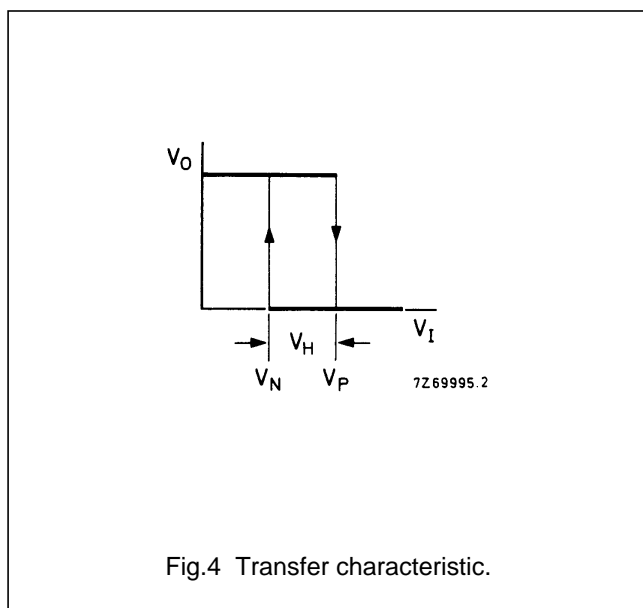 VO
VI
VH
VN VP
7Z69995.2
Fig.4 Transfer characteristic.